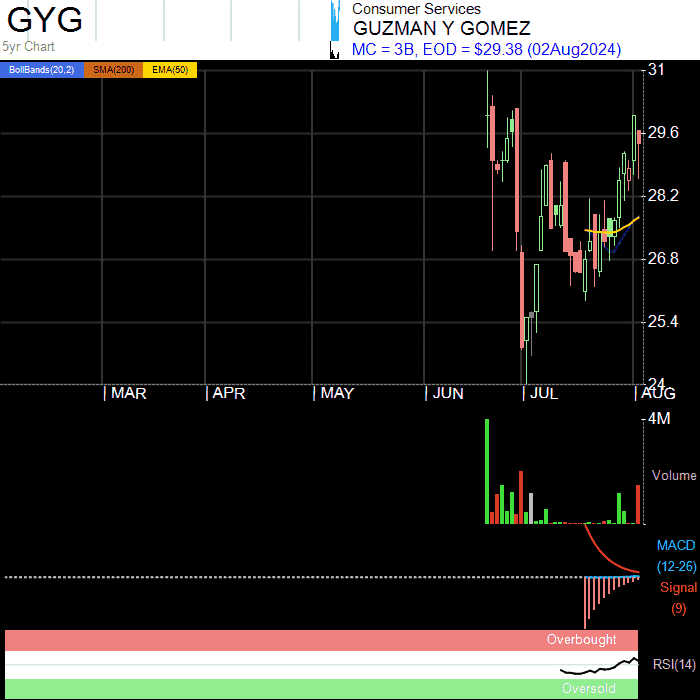 GYG
5yr Chart
Consumer Services
GUZMAN Y GOMEZ
MC = 3B, EOD = $29.38 (02Aug2024)
BollBands(20,2) SMA(200) EMA(50)
31
29.6
28.2
26.8
25.4
24
MAR APR MAY JUN JUL AUG
4M
Volume
MACD
(12-26)
Signal
(9)
Overbought
RSI(14)
Oversold